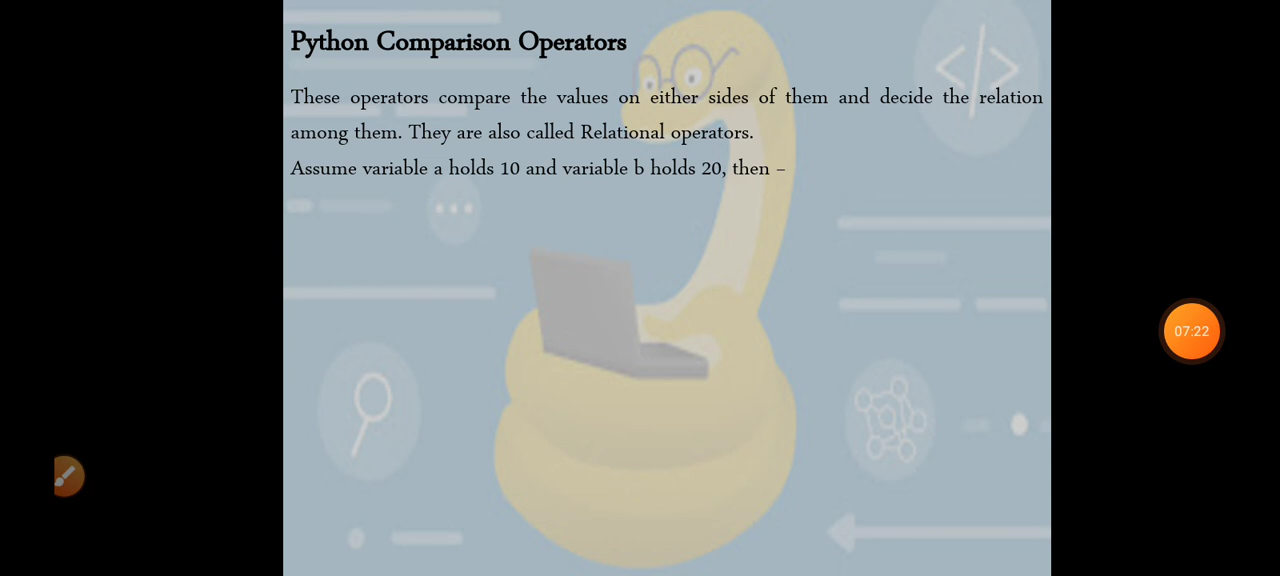 Python Comparison Operators
These operators compare the values on either sides of them and decide the relation
among them. They are also called Relational operators.
Assume variable a holds 10 and variable b holds 20, then –
07:22